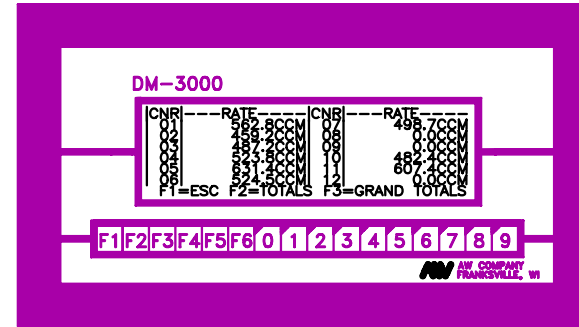 DM-3000
|CNR|---RATE---|CNR|---RATE---
01 562.8CCM 07 498.7CCM
02 459.2CCM 08 0.0CCM
03 487.2CCM 09 0.0CCM
04 523.8CCM 10 482.4CCM
05 631.4CCM 11 607.4CCM
06 524.5CCM 12 0.0CCM
F1=ESC F2=TOTALS F3=GRAND TOTALS
F1 F2 F3 F4 F5 F6 0 1 2 3 4 5 6 7 8 9
AW AW COMPANY
FRANKSVILLE, WI